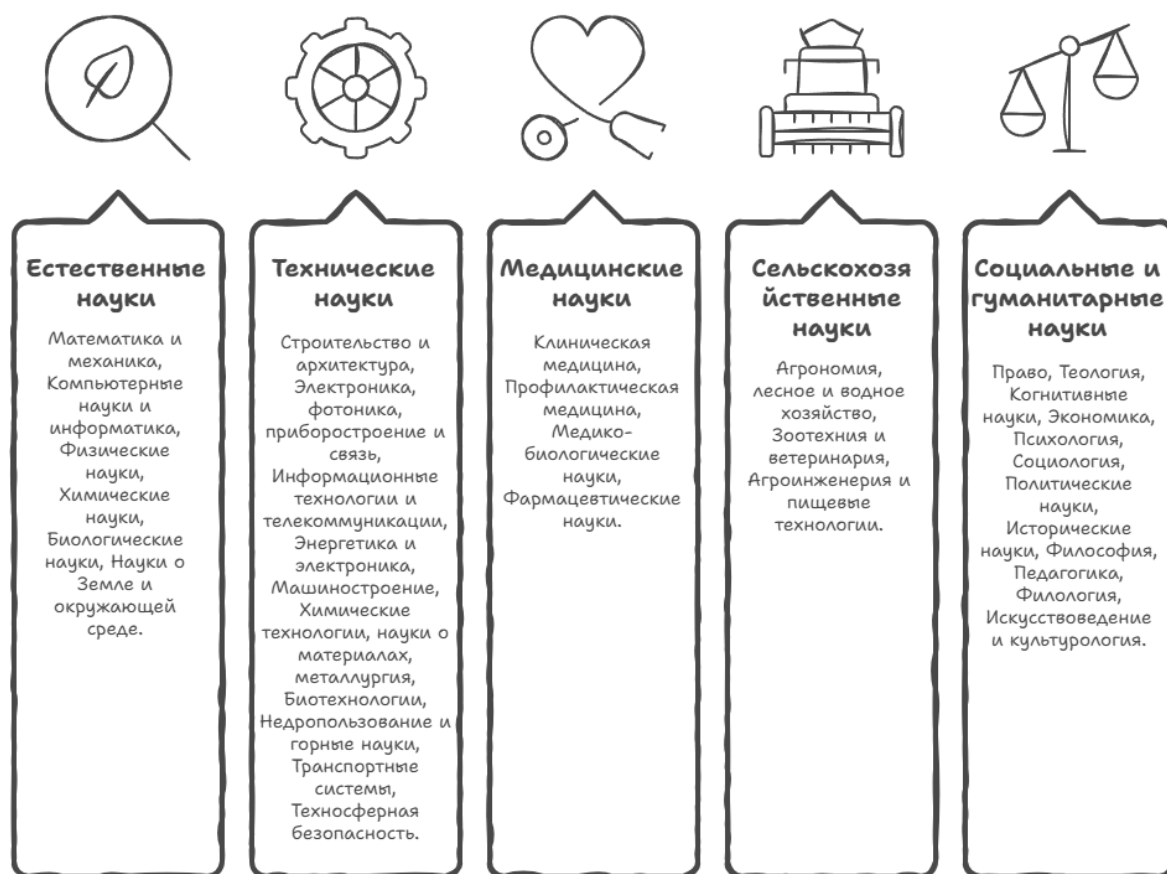 Естественные
науки
Математика и
механика,
Компьютерные
науки и
информатика,
Физические
науки,
Химические
науки,
Биологические
науки, Науки о
Земле и
окружающей
среде.
Технические
науки
Строительство и
архитектура,
Электроника,
фотоника,
приборостроение и
связь,
Информационные
технологии и
телекоммуникации,
Энергетика и
электроника,
Машиностроение,
Химические
технологии, науки о
материалах,
металлургия,
Биотехнологии,
Недропользование и
горные науки,
Транспортные
системы,
Техносферная
безопасность.
Медицинские
науки
Клиническая
медицина,
Профилактическая
медицина,
Медико-
биологические
науки,
Фармацевтические
науки.
Сельскохозя
йственные
науки
Агрономия,
лесное и водное
хозяйство,
Зоотехния и
ветеринария,
Агроинженерия и
пищевые
технологии.
Социальные и
гуманитарные
науки
Право, Теология,
Когнитивные
науки, Экономика,
Психология,
Социология,
Политические
науки,
Исторические
науки, Философия,
Педагогика,
Филология,
Искусствоведение
и культурология.